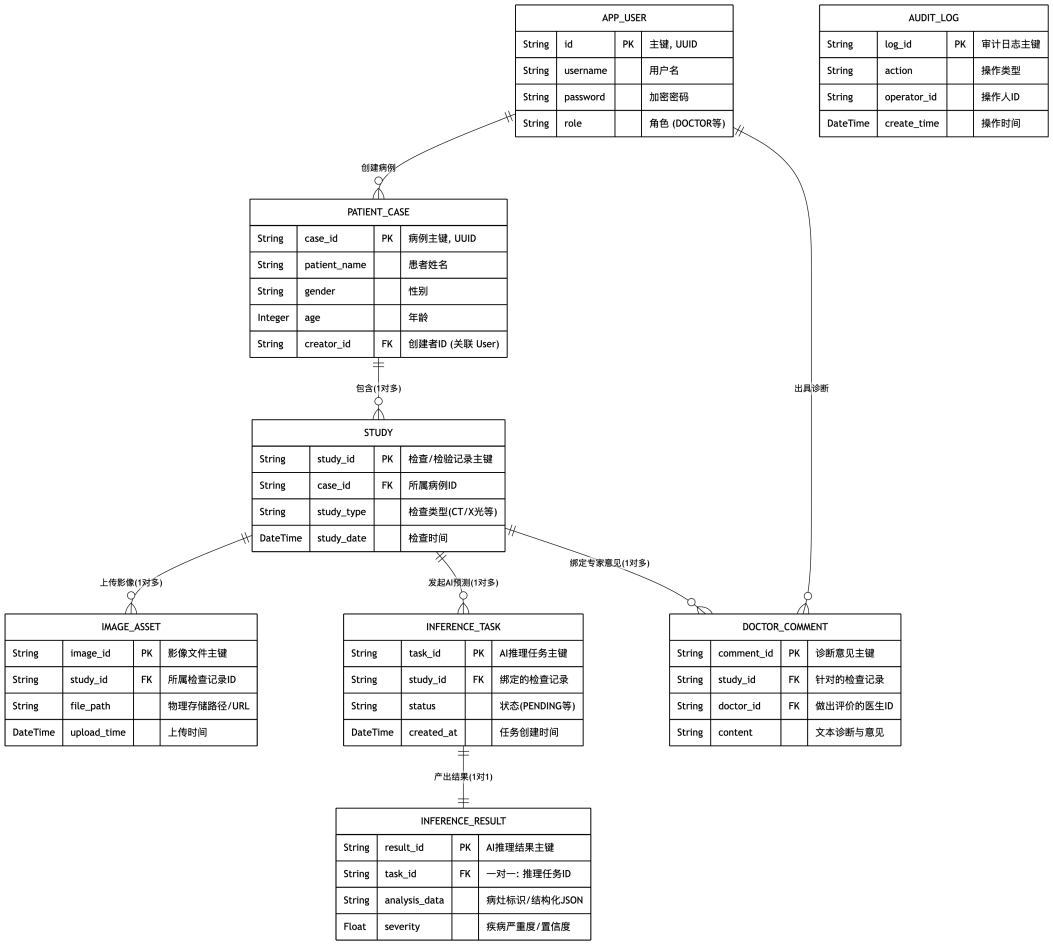 APP_USER
String id PK 主键, UUID
String username 用户名
String password 加密密码
String role 角色 (DOCTOR等)
AUDIT_LOG
String log_id PK 审计日志主键
String action 操作类型
String operator_id 操作人ID
DateTime create_time 操作时间
创建病例
PATIENT_CASE
String case_id PK 病例主键, UUID
String patient_name 患者姓名
String gender 性别
Integer age 年龄
String creator_id FK 创建者ID (关联 User)
包含(1对多)
出具诊断
STUDY
String study_id PK 检查/检验记录主键
String case_id FK 所属病例ID
String study_type 检查类型(CT/X光等)
DateTime study_date 检查时间
上传影像(1对多)
发起AI预测(1对多)
绑定专家意见(1对多)
IMAGE_ASSET
String image_id PK 影像文件主键
String study_id FK 所属检查记录ID
String file_path 物理存储路径/URL
DateTime upload_time 上传时间
INFERENCE_TASK
String task_id PK AI推理任务主键
String study_id FK 绑定的检查记录
String status 状态(PENDING等)
DateTime created_at 任务创建时间
DOCTOR_COMMENT
String comment_id PK 诊断意见主键
String study_id FK 针对的检查记录
String doctor_id FK 做出评价的医生ID
String content 文本诊断与意见
产出结果(1对1)
INFERENCE_RESULT
String result_id PK AI推理结果主键
String task_id FK 一对一: 推理任务ID
String analysis_data 病灶标识/结构化JSON
Float severity 疾病严重度/置信度